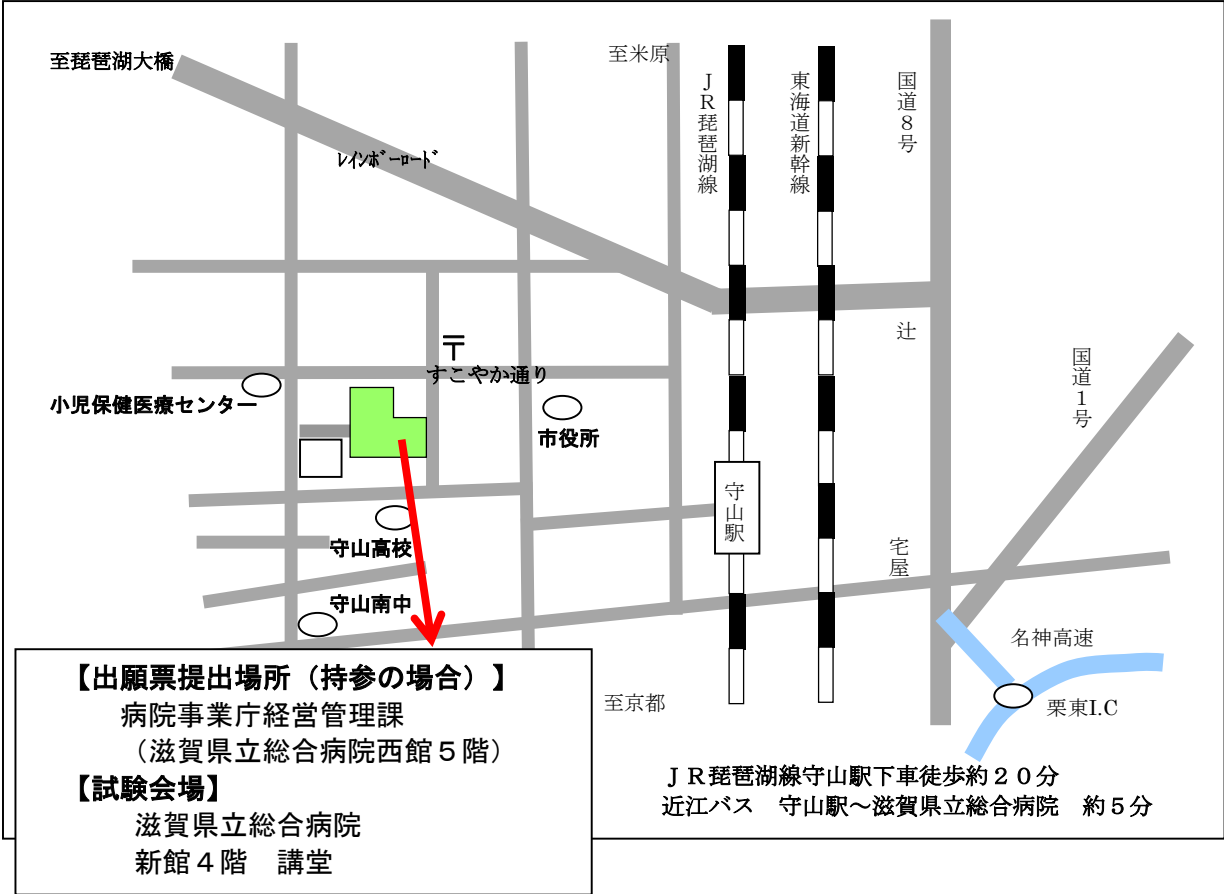 至琵琶湖大橋
至米原
ＪＲ琵琶湖線
東海道新幹線
国道８号
ﾚｲﾝﾎﾞｰﾛｰﾄﾞ
辻
〒
すこやか通り
国道１号
小児保健医療センター
市役所
守山駅
守山高校
宅屋
守山南中
名神高速
栗東I.C
至京都
【出願票提出場所（持参の場合）】
病院事業庁経営管理課
（滋賀県立総合病院西館５階）
【試験会場】
滋賀県立総合病院
新館４階　講堂
ＪＲ琵琶湖線守山駅下車徒歩約２０分
近江バス　守山駅～滋賀県立総合病院　約５分